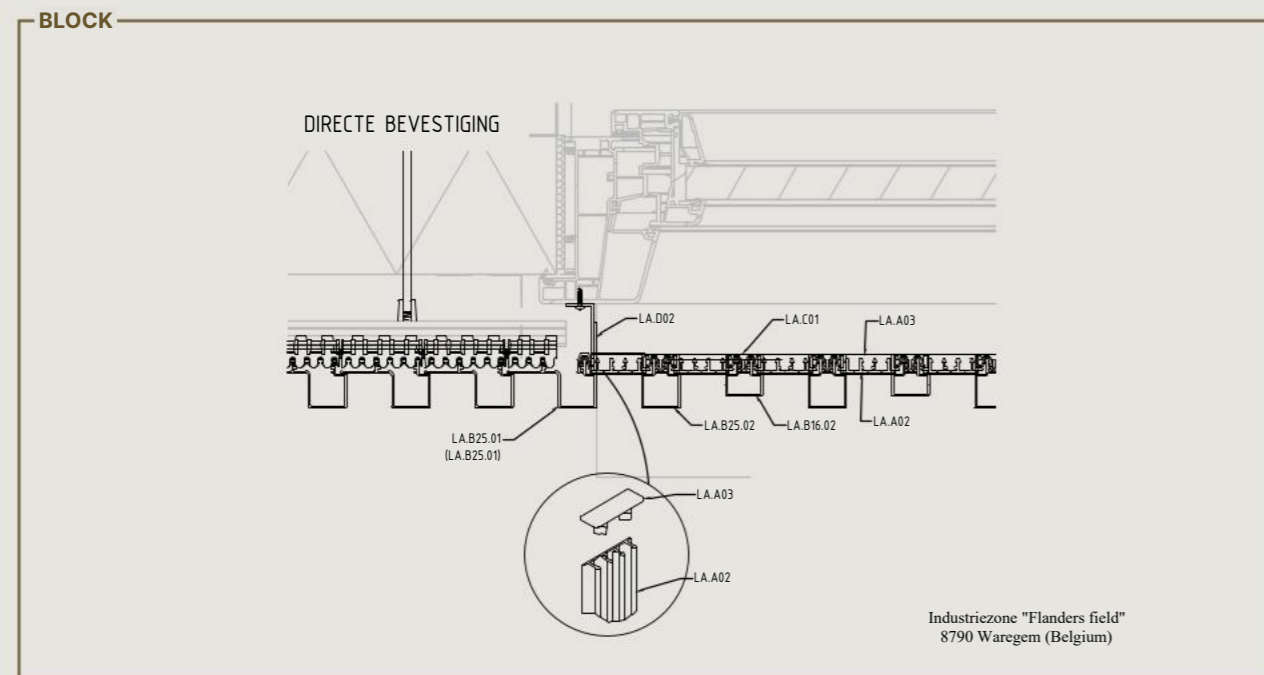 BLOCK
DIRECTE BEVESTIGING
LA.D02
LA.C01
LA.A03
LA.B25.02
LA.B16.02
LA.A02
LA.B25.01
(LA.B25.01)
LA.A03
LA.A02
Industriezone "Flanders field"
8790 Waregem (Belgium)